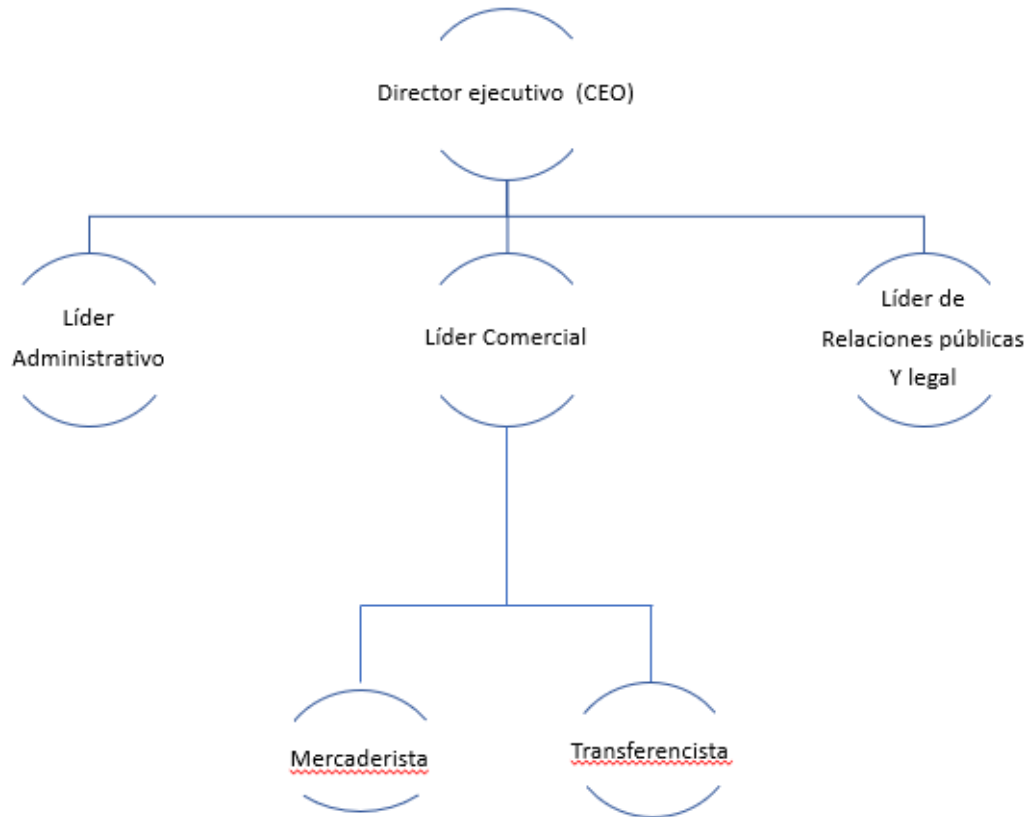 Director ejecutivo (CEO)
Líder
Administrativo
Líder Comercial
Líder de
Relaciones públicas
Y legal
Mercaderista
Transferencista